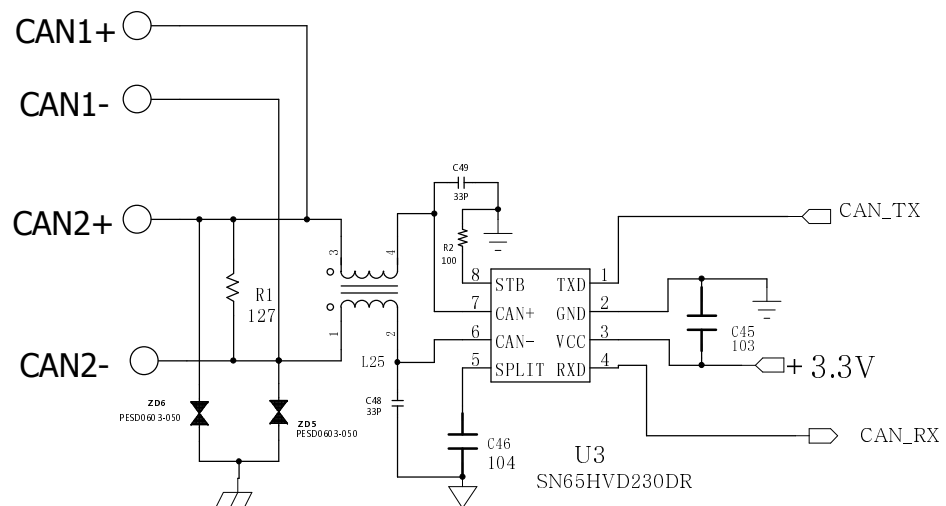 CAN1+
CAN1-
CAN2+
CAN2-
C49
33P
CAN_TX
R2
100
3
4
8 STB TXD 1
R1
127
7 CAN+ GND 2
1
2
6 CAN- VCC 3
C45
103
L25
5 SPLIT RXD 4
+ 3.3V
C48
33P
ZD6
PESD0603-050
ZD5
PESD0603-050
C46
104
CAN_RX
U3
SN65HVD230DR